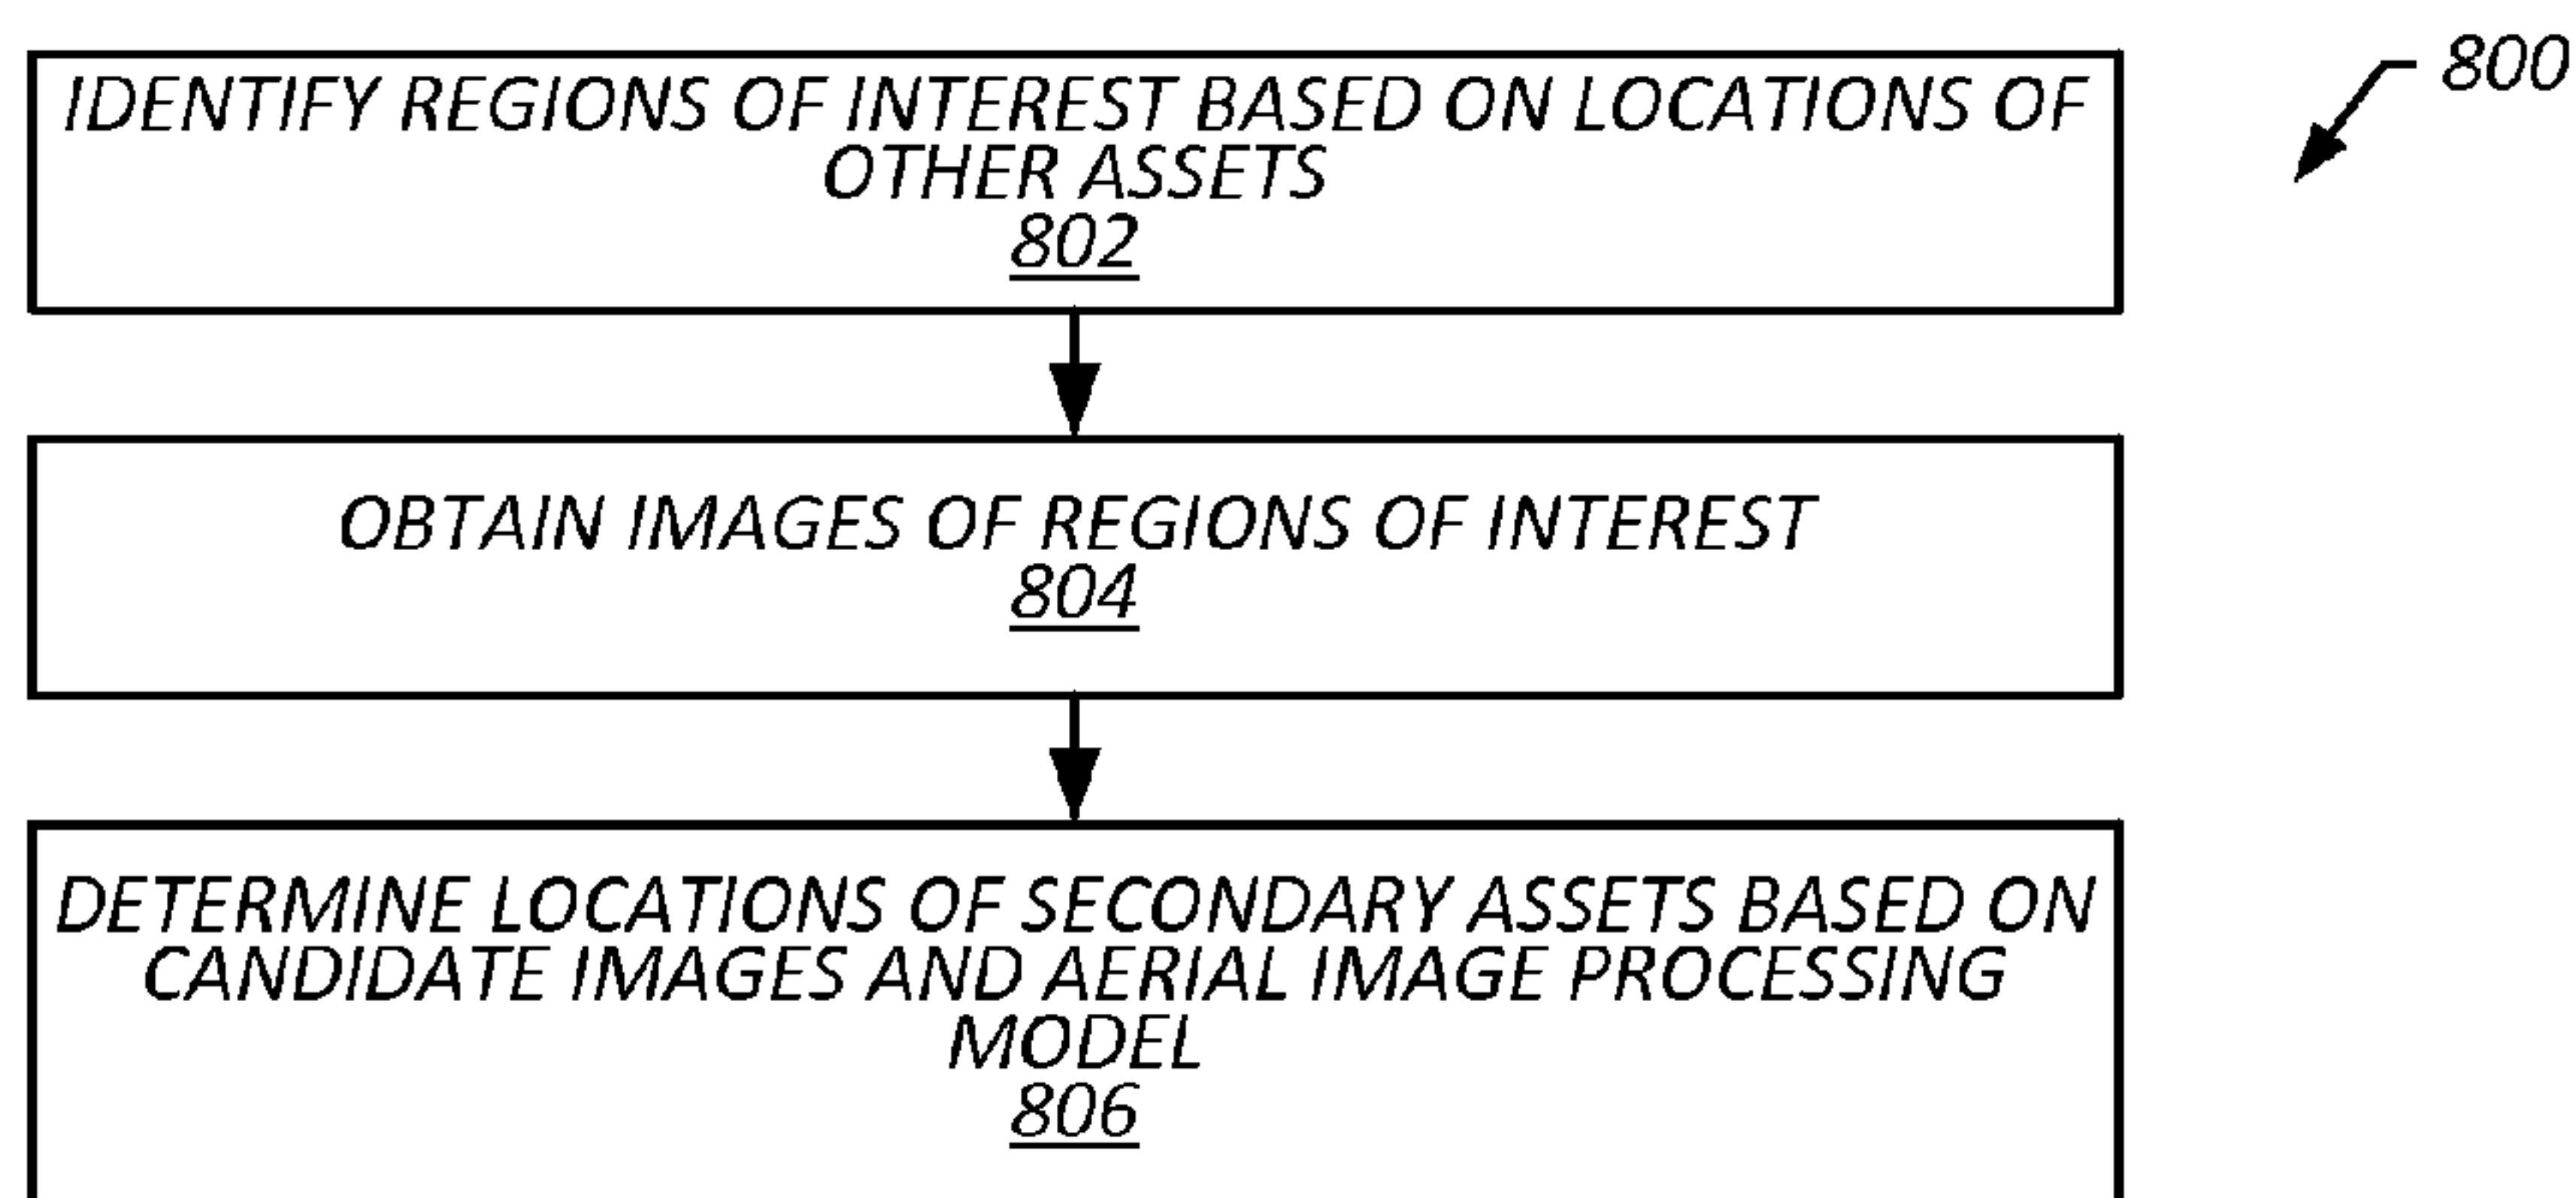 800
IDENTIFY REGIONS OF INTEREST BASED ON LOCATIONS OF
OTHER ASSETS
802
OBTAIN IMAGES OF REGIONS OF INTEREST
804
DETERMINE LOCATIONS OF SECONDARY ASSETS BASED ON
CANDIDATE IMAGES AND AERIAL IMAGE PROCESSING
MODEL
806